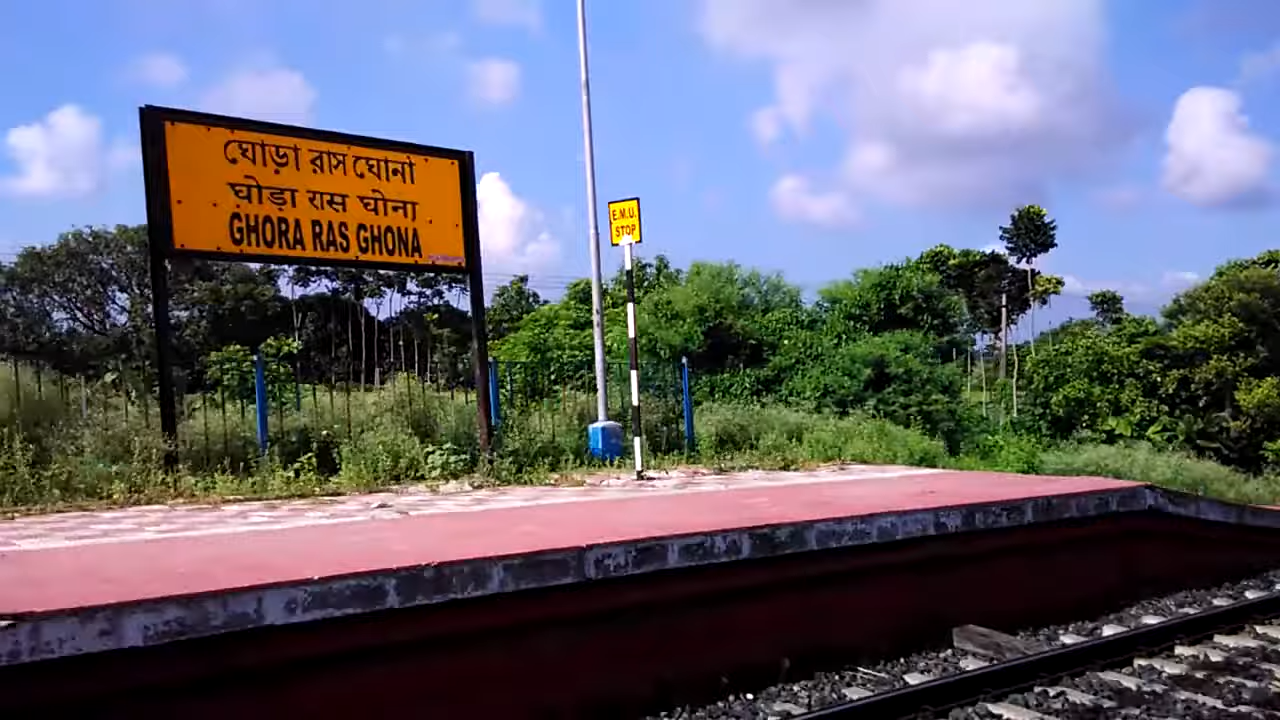 ঘোড়া রাস ঘোনা
घोड़ा रास घोना
GHORA RAS GHONA
E.M.U.
STOP